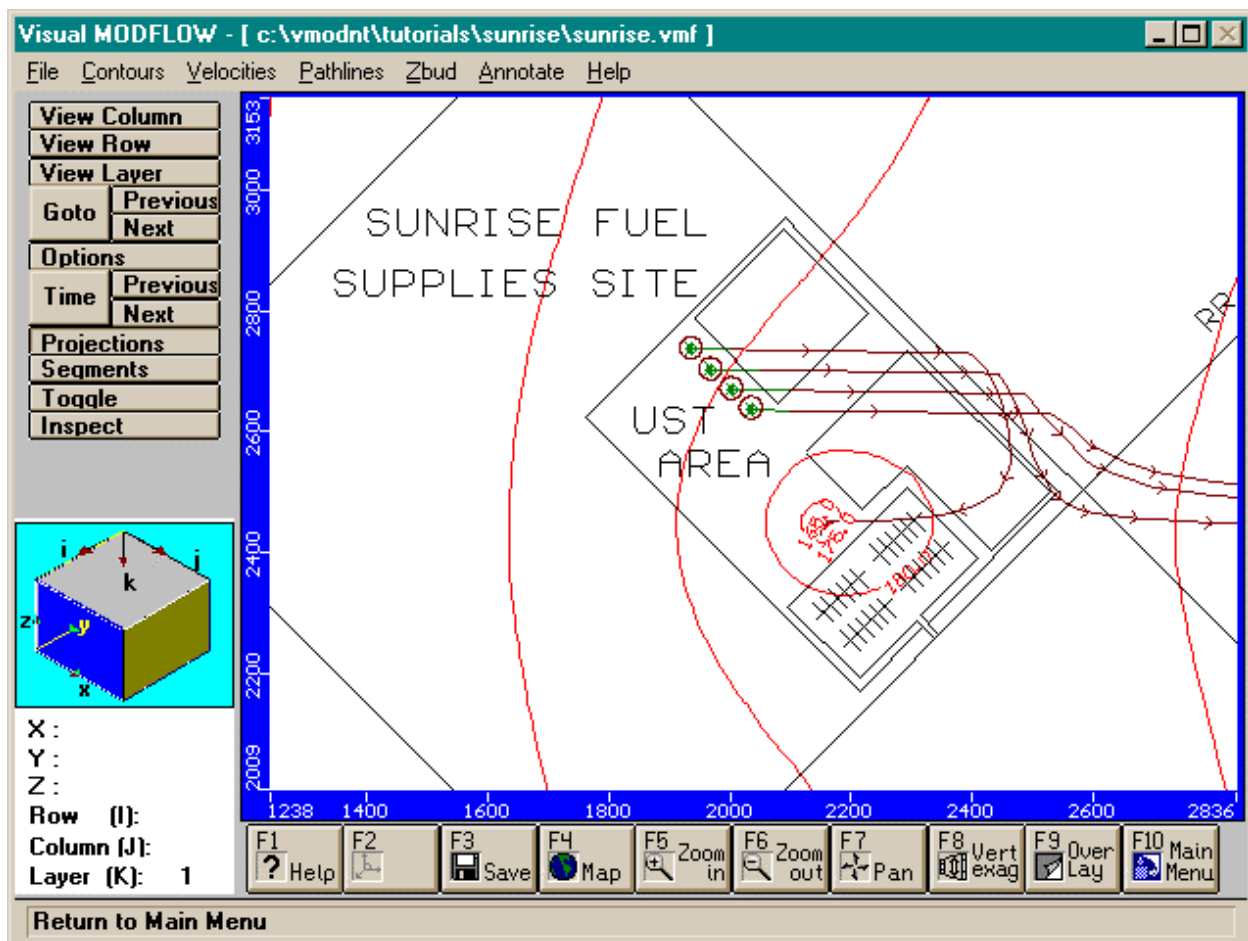 Visual MODFLOW - [ c:\vmodnt\tutorials\sunrise\sunrise.vmf ]
File Contours Velocities Pathlines Zbud Annotate Help
View Column
View Row
View Layer
Goto
Previous
Next
Options
Time
Previous
Next
Projections
Segments
Toggle
Inspect
i
j
k
z
y
x
X :
Y :
Z :
Row (I):
Column (J):
Layer (K): 1
3153
3000
2800
2600
2400
2200
2009
SUNRISE FUEL
SUPPLIES SITE
UST
AREA
RR
1238 1400 1600 1800 2000 2200 2400 2600 2836
F1 ? Help
F2
F3 Save
F4 Map
F5 Zoom in
F6 Zoom out
F7 Pan
F8 Vert exag
F9 Over Lay
F10 Main Menu
Return to Main Menu